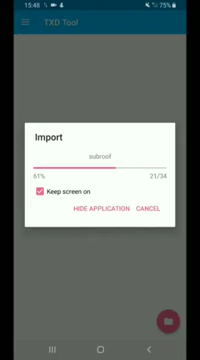 15:48
75%
TXD Tool
Import
subroof
61%
21/34
Keep screen on
HIDE APPLICATION
CANCEL